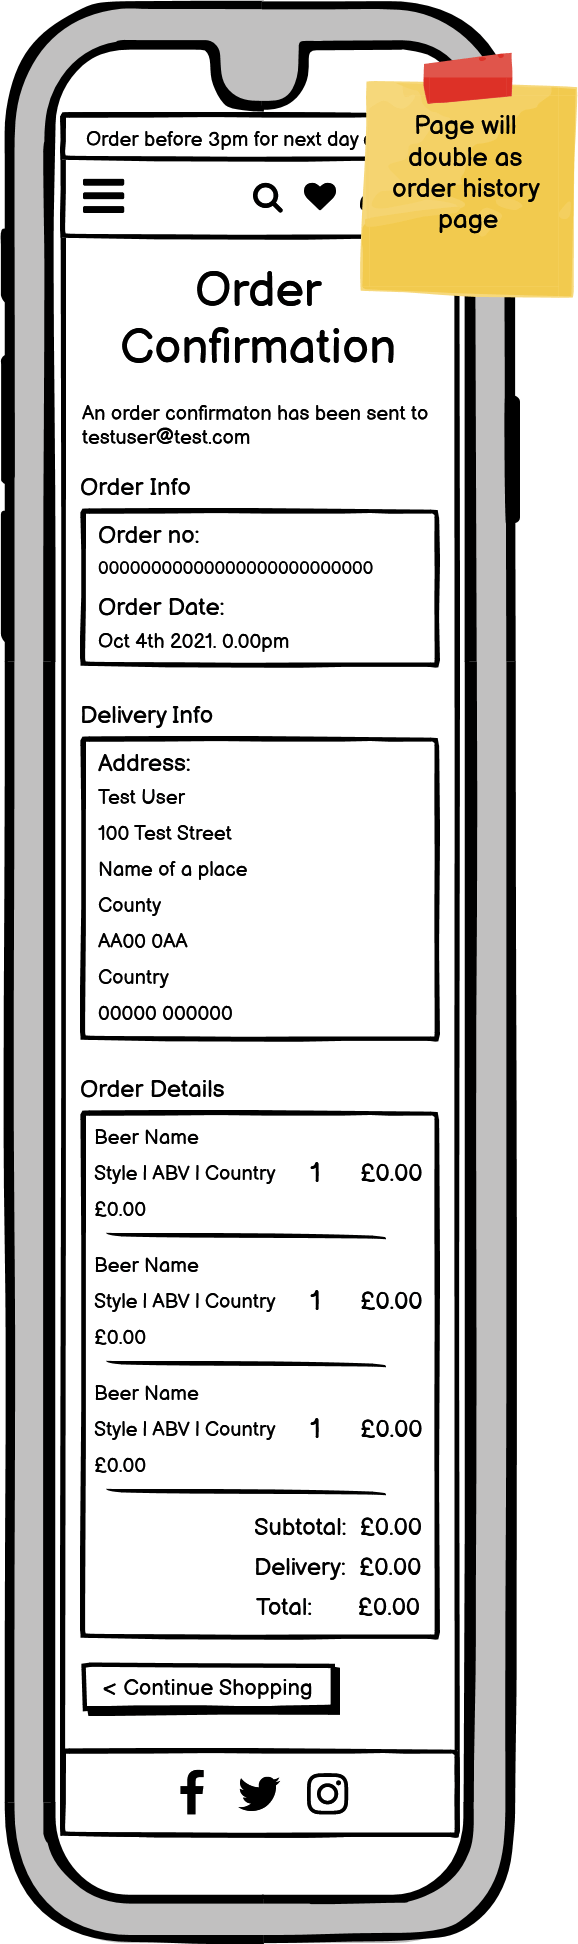 Order before 3pm for next day
Page will
double as
order history
page
Order
Confirmation
An order confirmaton has been sent to
testuser@test.com
Order Info
Order no:
00000000000000000000000000
Order Date:
Oct 4th 2021. 0.00pm
Delivery Info
Address:
Test User
100 Test Street
Name of a place
County
AA00 0AA
Country
00000 000000
Order Details
Beer Name
Style | ABV | Country 1 £0.00
£0.00
Beer Name
Style | ABV | Country 1 £0.00
£0.00
Beer Name
Style | ABV | Country 1 £0.00
£0.00
Subtotal: £0.00
Delivery: £0.00
Total: £0.00
< Continue Shopping